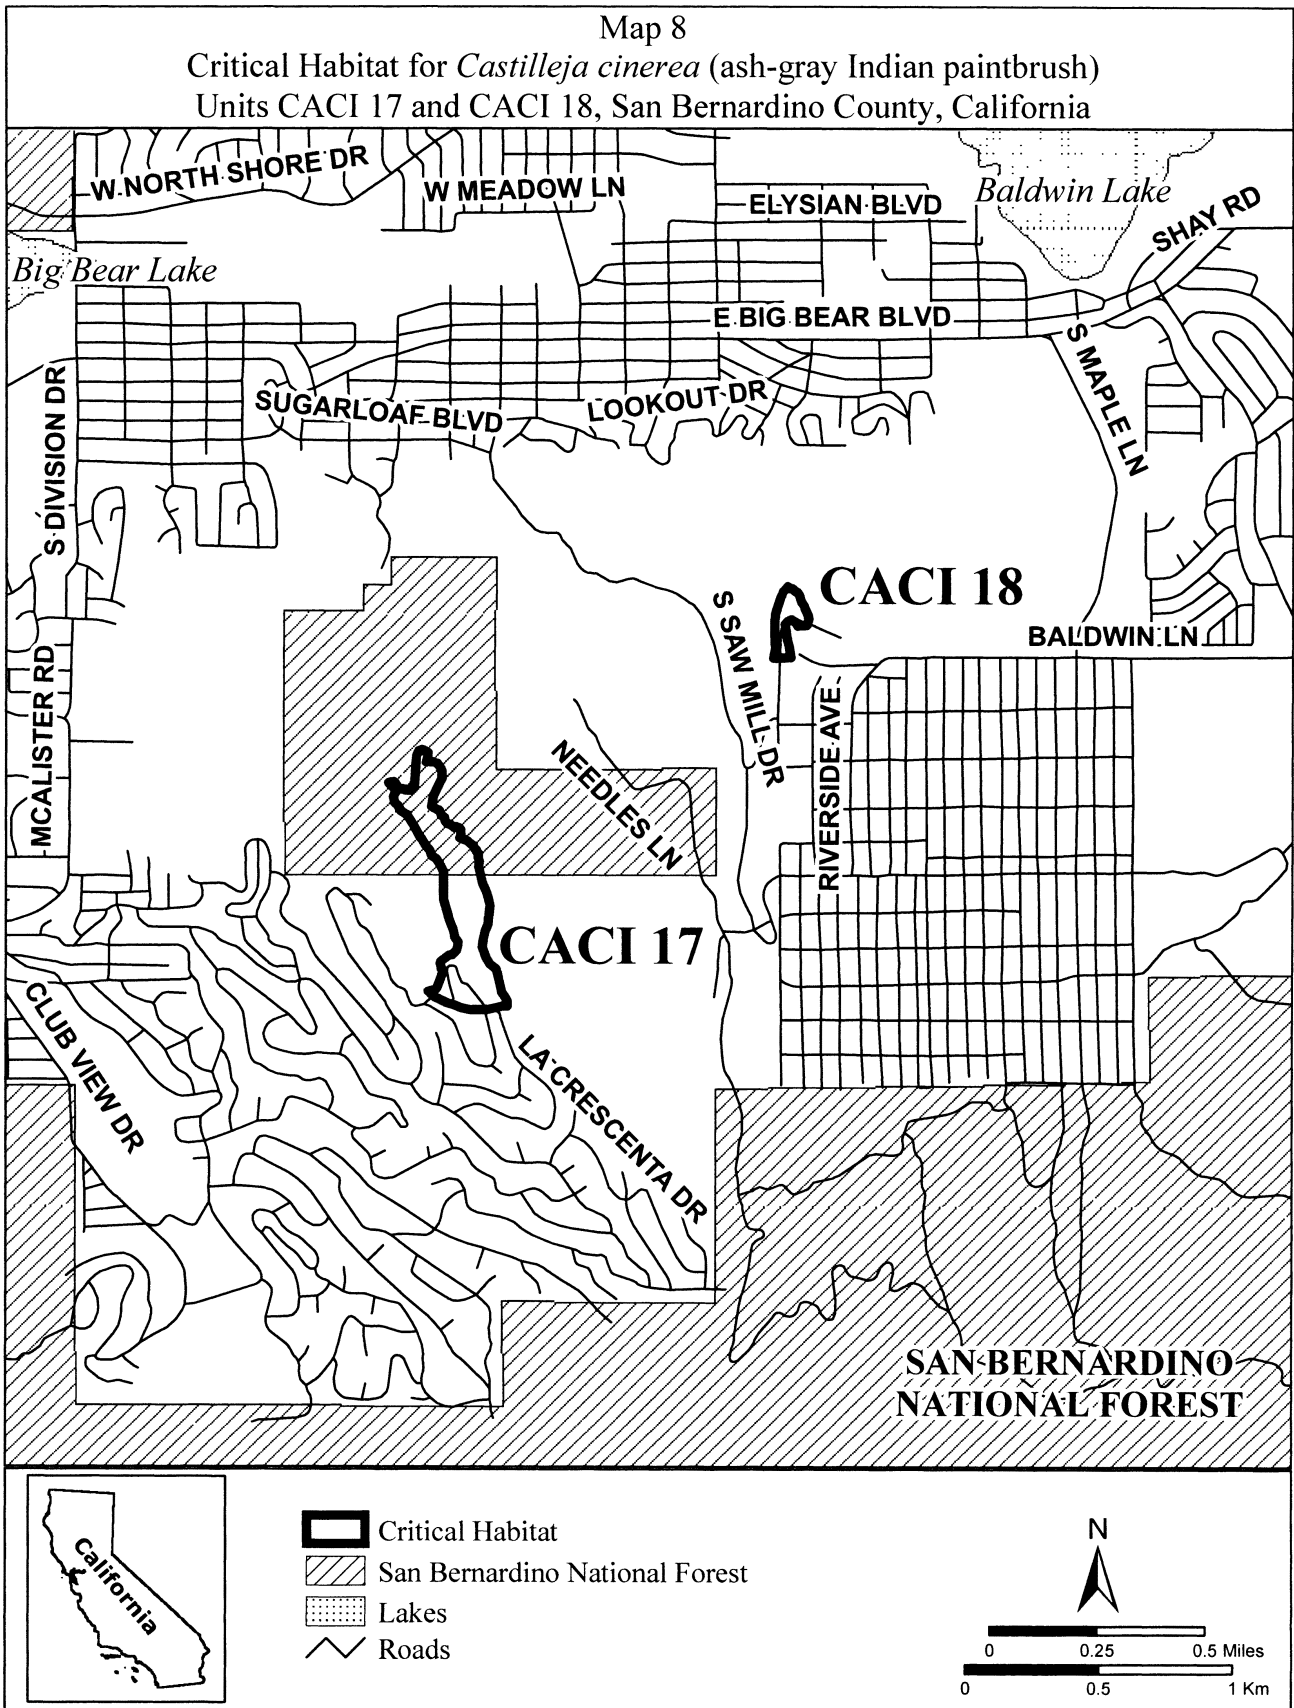 Map 8
Critical Habitat for Castilleja cinerea (ash-gray Indian paintbrush)
Units CACI 17 and CACI 18, San Bernardino County, California
W NORTH SHORE DR
W MEADOW LN
ELYSIAN BLVD
Baldwin Lake
SHAY RD
Big Bear Lake
E BIG BEAR BLVD
S MAPLE LN
S DIVISION DR
SUGARLOAF BLVD
LOOKOUT DR
CACI 18
S SAW MILL DR
BALDWIN LN
MCALISTER RD
RIVERSIDE AVE
NEEDLES LN
CACI 17
CLUB VIEW DR
LA CRESCENTA DR
SAN BERNARDINO
NATIONAL FOREST
California
Critical Habitat
San Bernardino National Forest
Lakes
Roads
N
0 0.25 0.5 Miles
0 0.5 1 Km